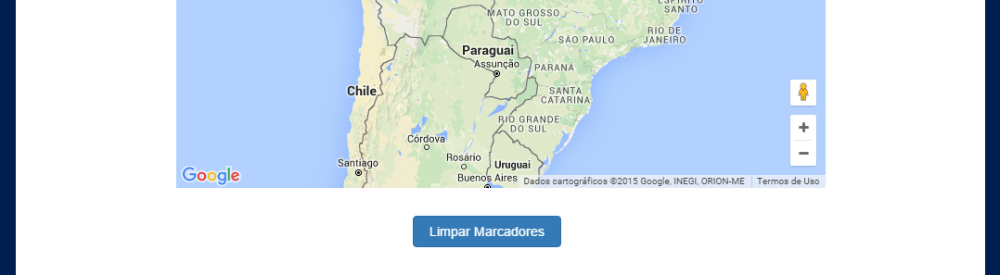 ESPÍRITO
SANTO
MATO GROSSO
DO SUL
RIO DE
JANEIRO
SÃO PAULO
Paraguai
Assunção
PARANÁ
Chile
SANTA
CATARINA
RIO GRANDE
DO SUL
Córdova
Rosário
Santiago
Uruguai
Buenos Aires
Google
Dados cartográficos ©2015 Google, INEGI, ORION-ME
Termos de Uso
Limpar Marcadores